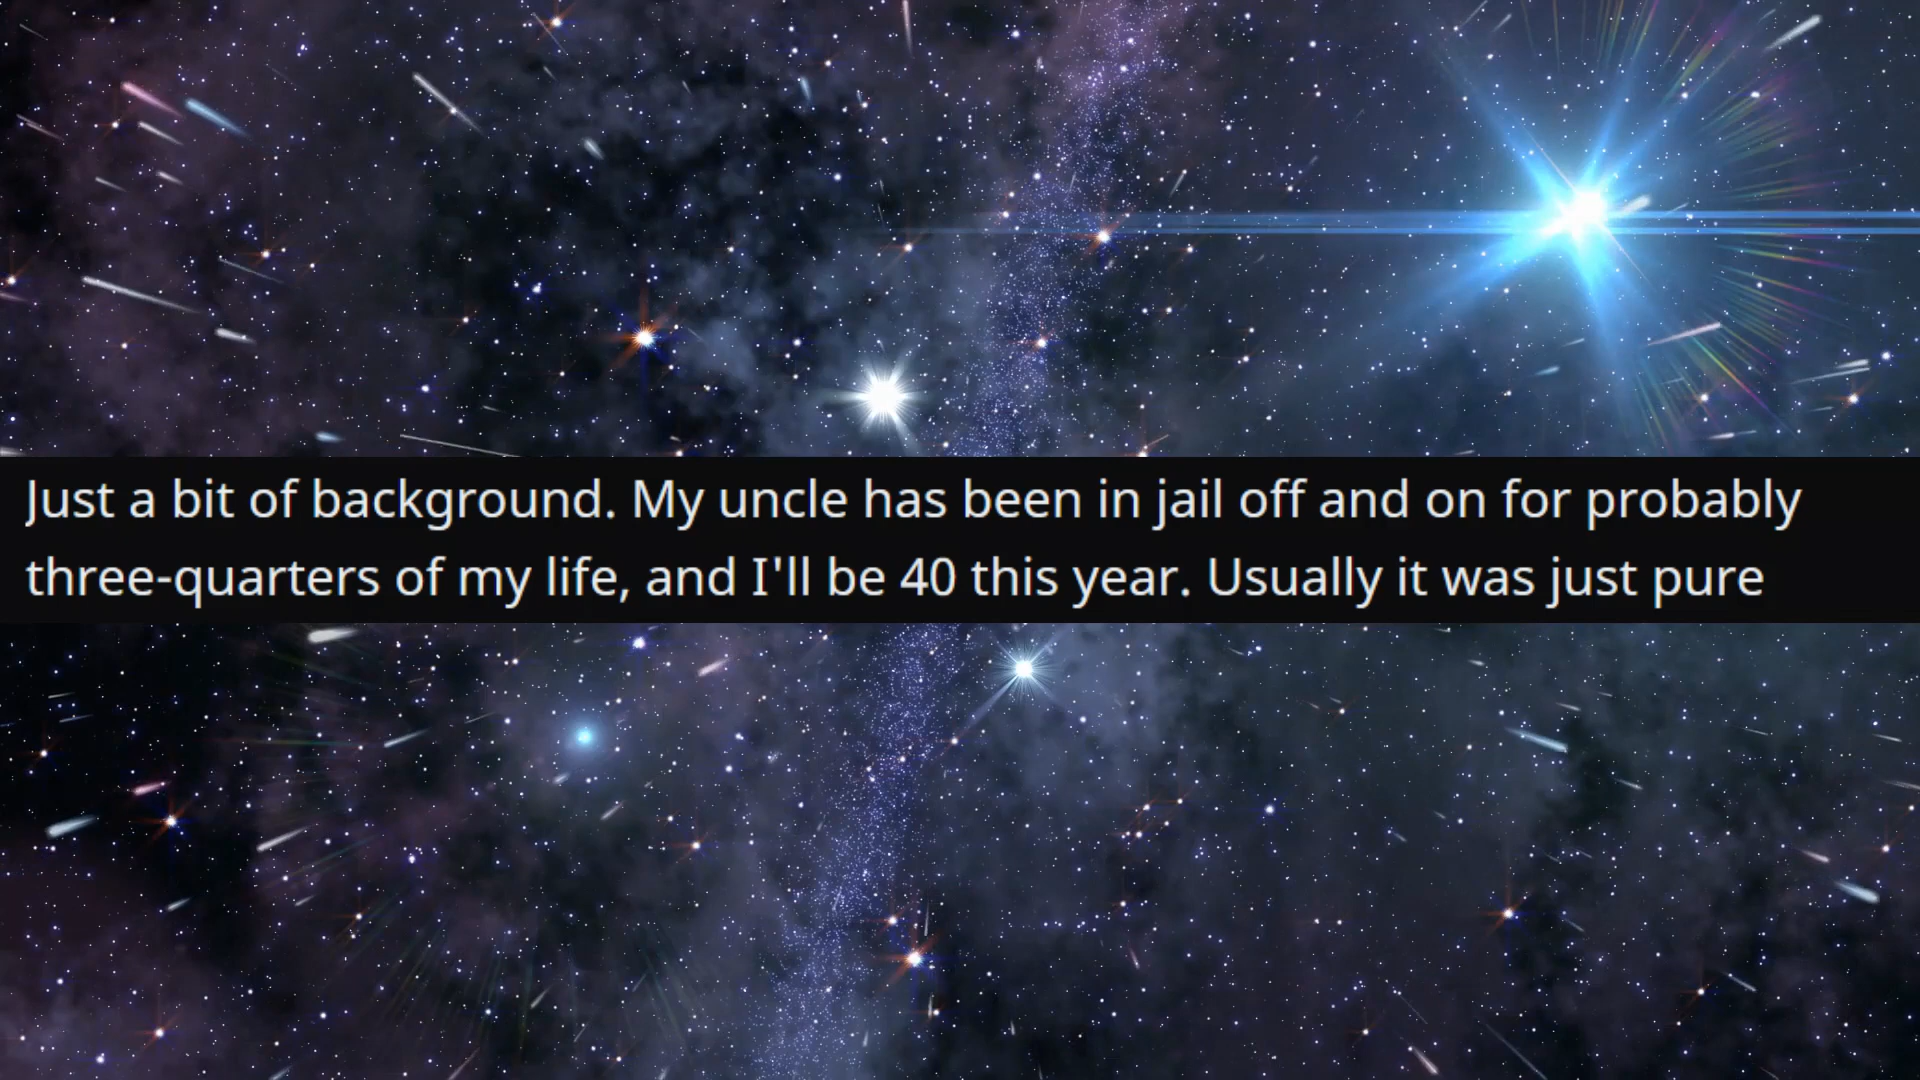 Just a bit of background. My uncle has been in jail off and on for probably
three-quarters of my life, and I'll be 40 this year. Usually it was just pure